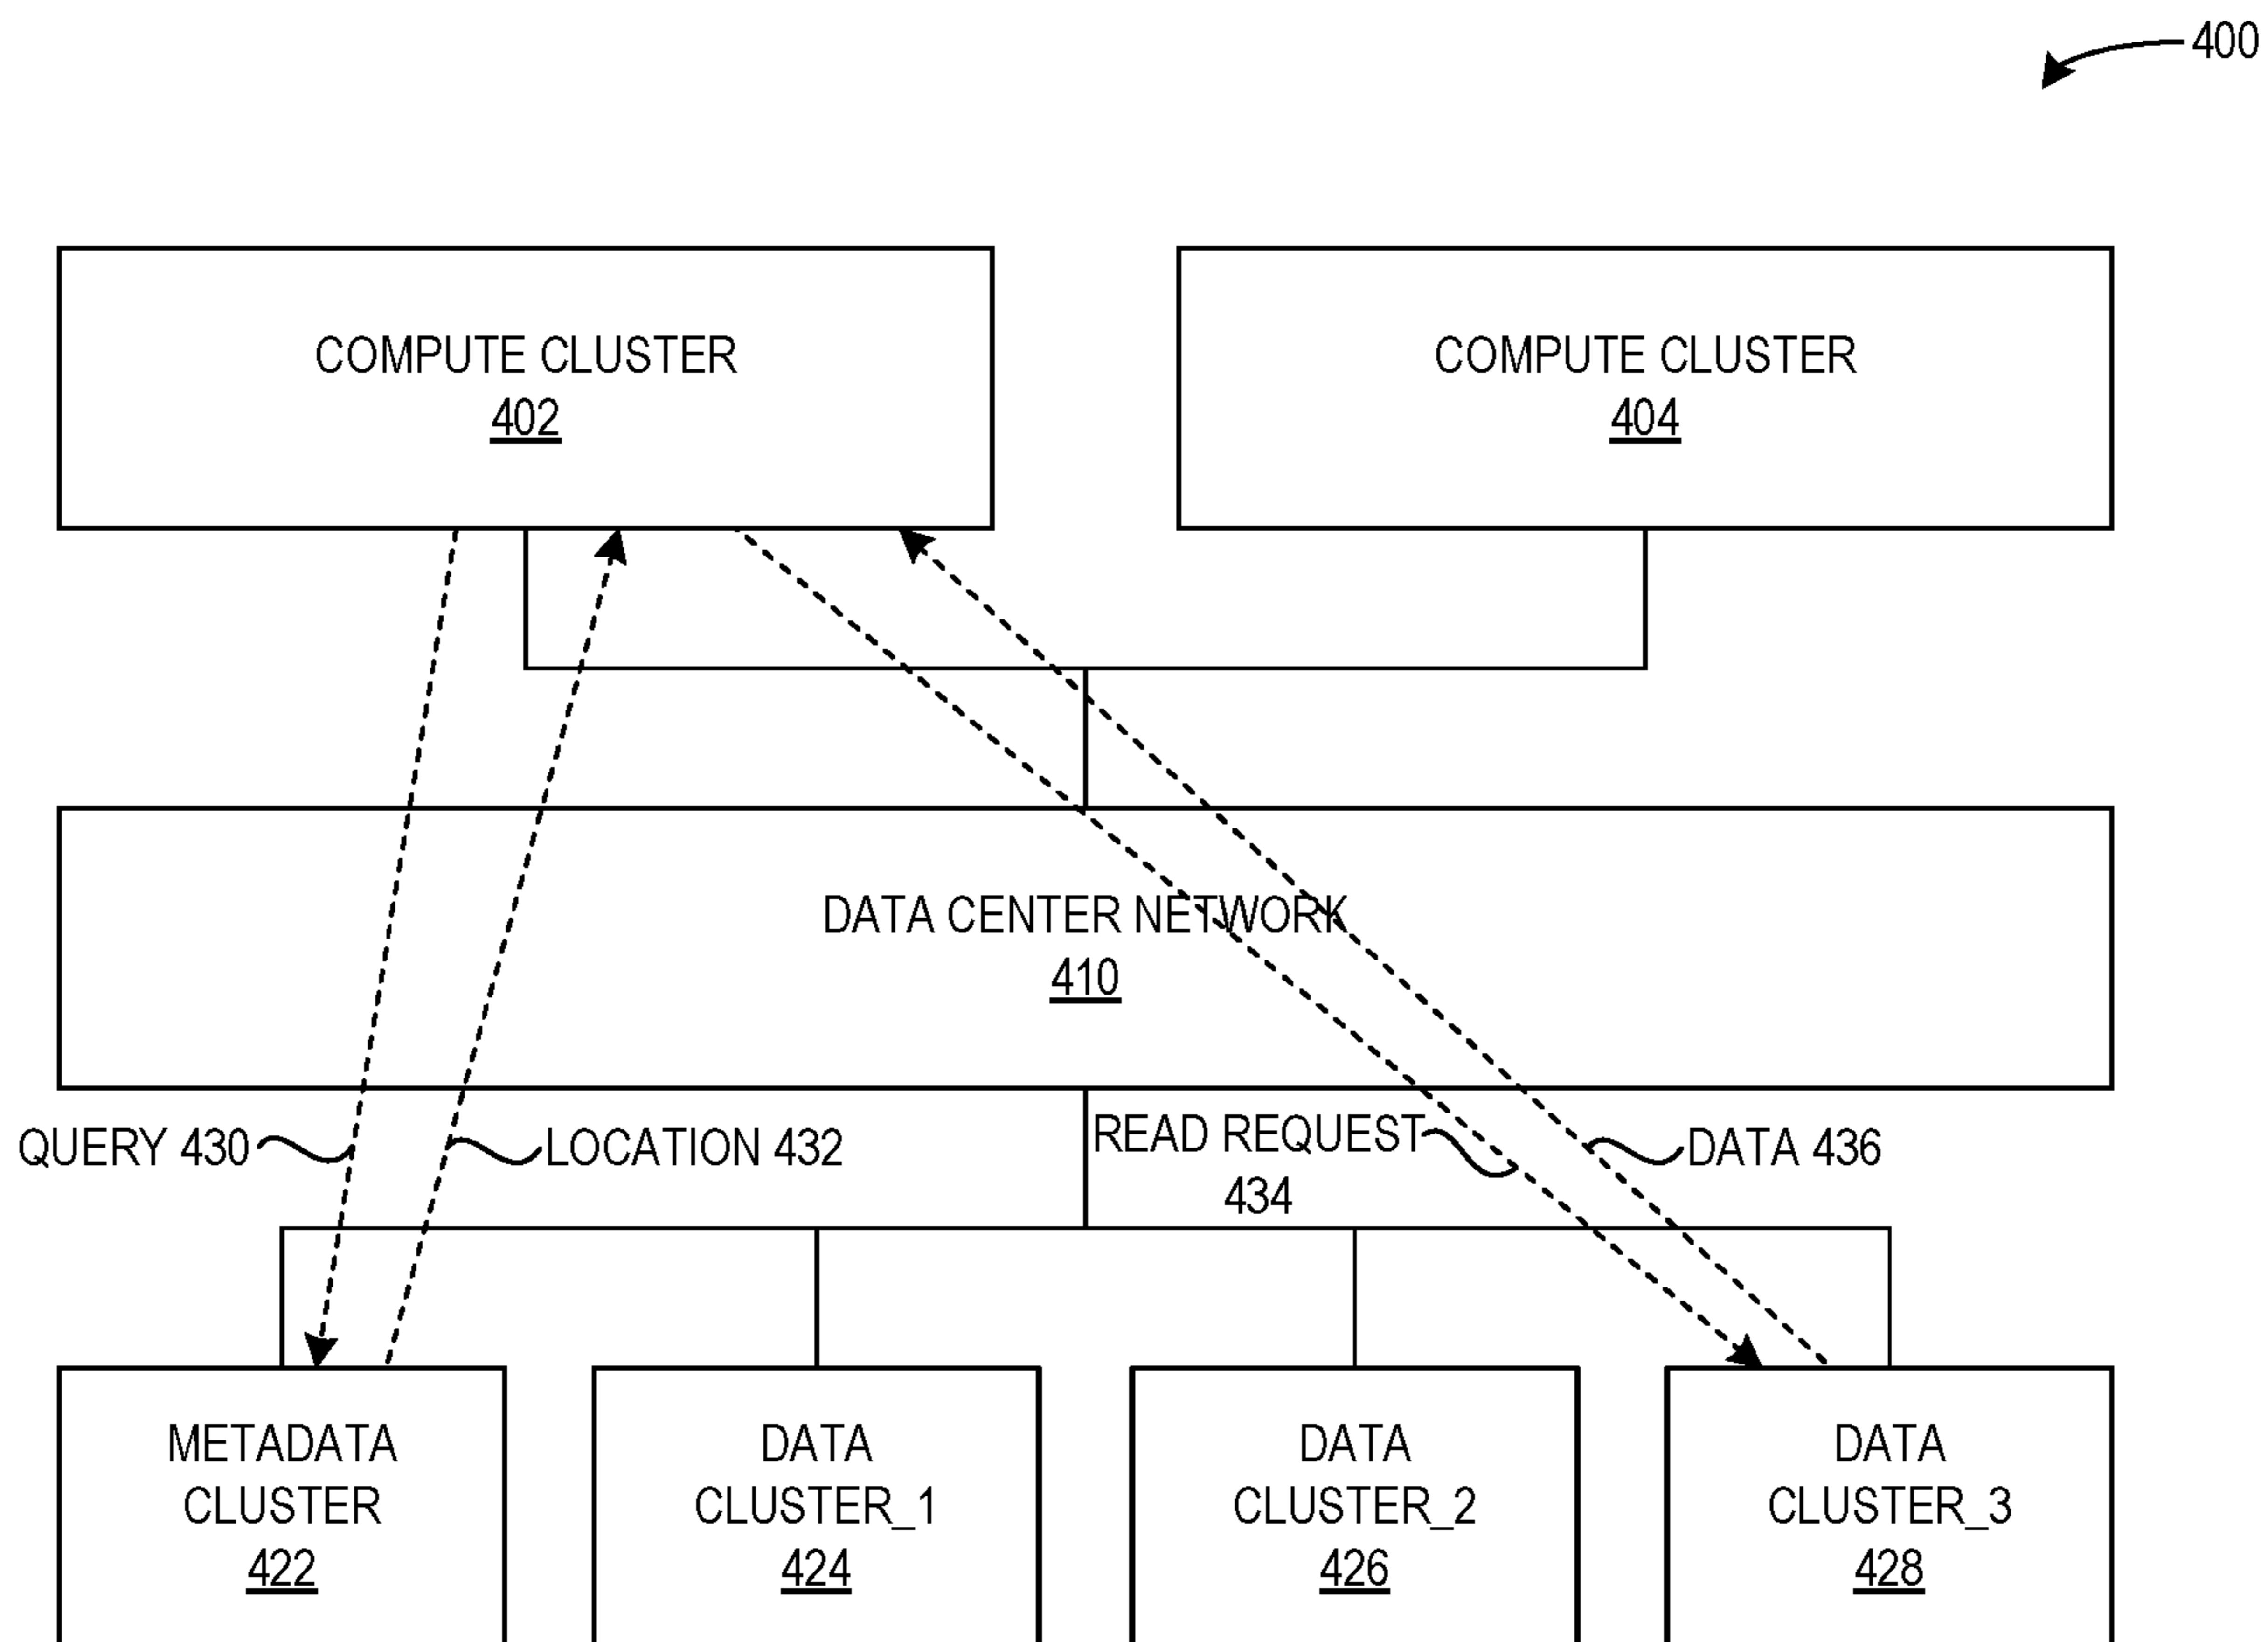 400
COMPUTE CLUSTER
402
COMPUTE CLUSTER
404
DATA CENTER NETWORK
410
QUERY 430
LOCATION 432
READ REQUEST
434
DATA 436
METADATA
CLUSTER
422
DATA
CLUSTER_1
424
DATA
CLUSTER_2
426
DATA
CLUSTER_3
428